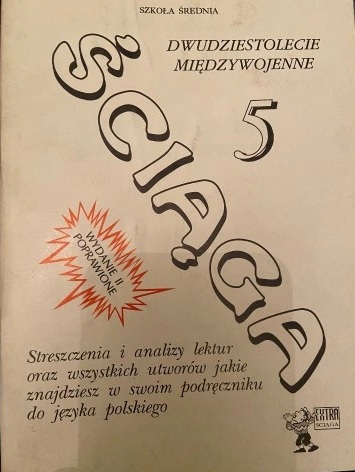 SZKOŁA ŚREDNIA
DWUDZIESTOLECIE
MIĘDZYWOJENNE
5
ŚCIĄGA
WYDANIE II
POPRAWIONE
Streszczenia i analizy lektur
oraz wszystkich utworów jakie
znajdziesz w swoim podręczniku
do języka polskiego
EXTRA
ŚCIĄGA